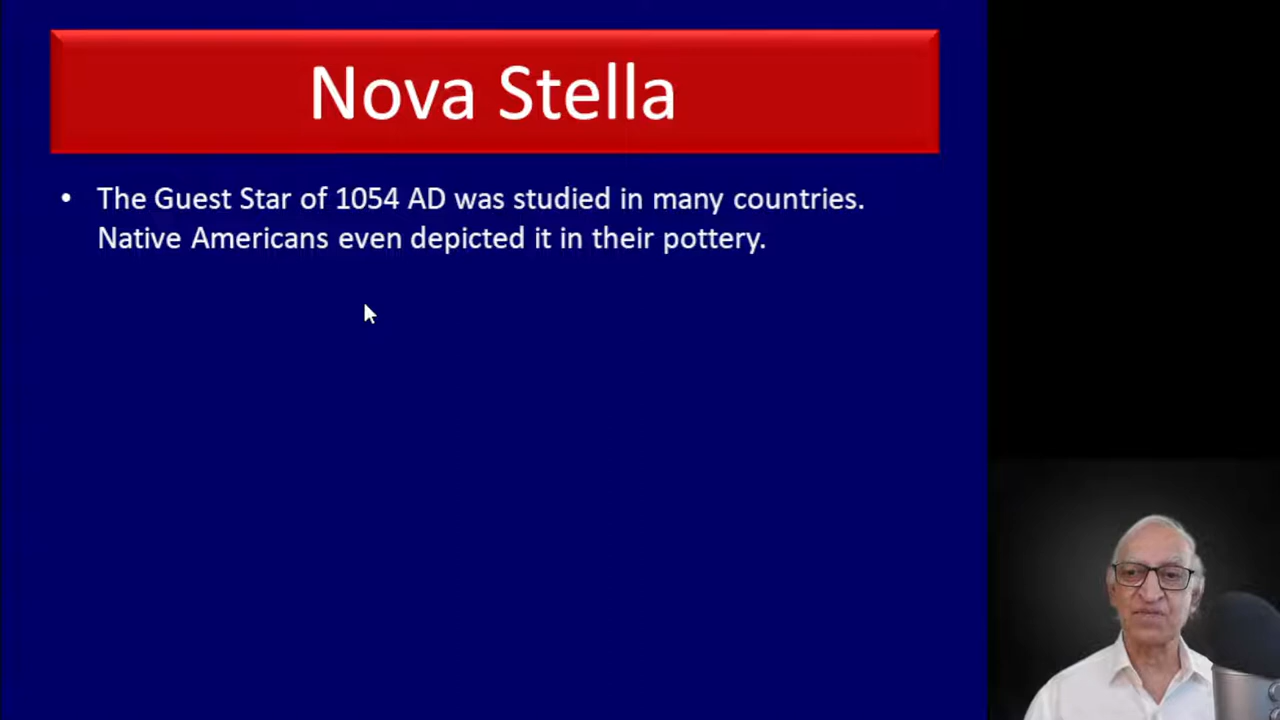 Nova Stella
• The Guest Star of 1054 AD was studied in many countries.
Native Americans even depicted it in their pottery.